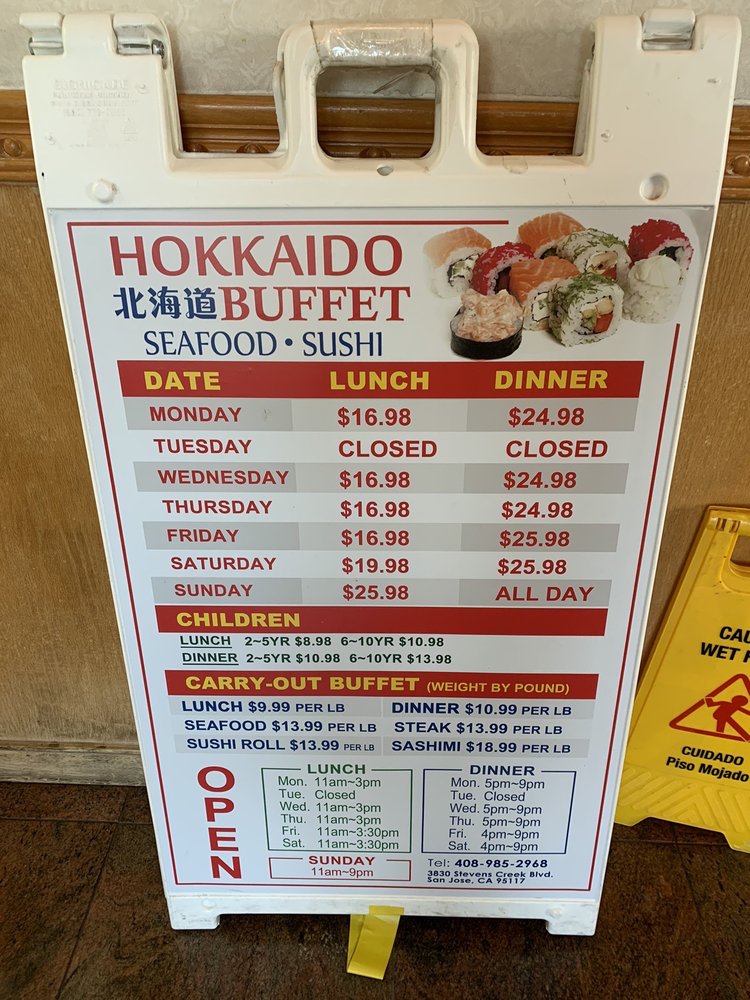 HOKKAIDO
北海道 BUFFET
SEAFOOD • SUSHI
DATE LUNCH DINNER
MONDAY $16.98 $24.98
TUESDAY CLOSED CLOSED
WEDNESDAY $16.98 $24.98
THURSDAY $16.98 $24.98
FRIDAY $16.98 $25.98
SATURDAY $19.98 $25.98
SUNDAY $25.98 ALL DAY
CHILDREN
LUNCH 2~5YR $8.98 6~10YR $10.98
DINNER 2~5YR $10.98 6~10YR $13.98
CARRY-OUT BUFFET (WEIGHT BY POUND)
LUNCH $9.99 PER LB DINNER $10.99 PER LB
SEAFOOD $13.99 PER LB STEAK $13.99 PER LB
SUSHI ROLL $13.99 PER LB SASHIMI $18.99 PER LB
OPEN
LUNCH
Mon. 11am~3pm
Tue. Closed
Wed. 11am~3pm
Thu. 11am~3pm
Fri. 11am~3:30pm
Sat. 11am~3:30pm
SUNDAY
11am~9pm
DINNER
Mon. 5pm~9pm
Tue. Closed
Wed. 5pm~9pm
Thu. 5pm~9pm
Fri. 4pm~9pm
Sat. 4pm~9pm
Tel: 408-985-2968
3830 Stevens Creek Blvd.
San Jose, CA 95117
CAU
WET
CUIDADO
Piso Mojado